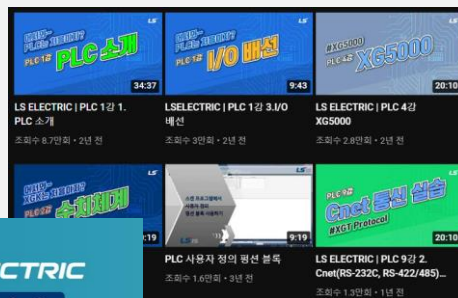 PLC 1강
PLC 소개
34:37
LS ELECTRIC | PLC 1강 1.
PLC 소개
조회수 8.7만회 • 2년 전
PLC 1강
I/O 배선
9:43
LSELECTRIC | PLC 1강 3.I/O
배선
조회수 3만회 • 2년 전
#XG5000
PLC 4강
XG5000
20:10
LS ELECTRIC | PLC 4강
XG5000
조회수 2.8만회 • 2년 전
수치체계
:19
LS
9:19
PLC 사용자 정의 펑션 블록
조회수 1.6만회 • 3년 전
PLC 9강
Cnet 통신 실습
#XGT Protocol
20:10
LS ELECTRIC | PLC 9강 2.
Cnet(RS-232C, RS-422/485)...
조회수 1.3만회 • 1년 전
CTRIC